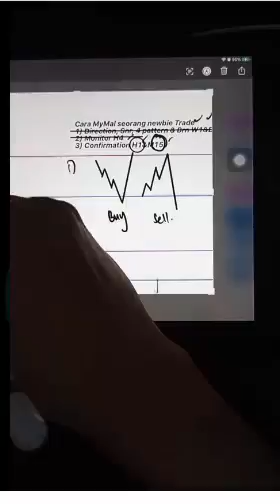 Cara MyMal seorang newbie Trade
1) Direction, Snr, 4 pattern & Brn W1&D
2) Monitor H4
3) Confirmation H1&M15
1)
Buy
Sell.